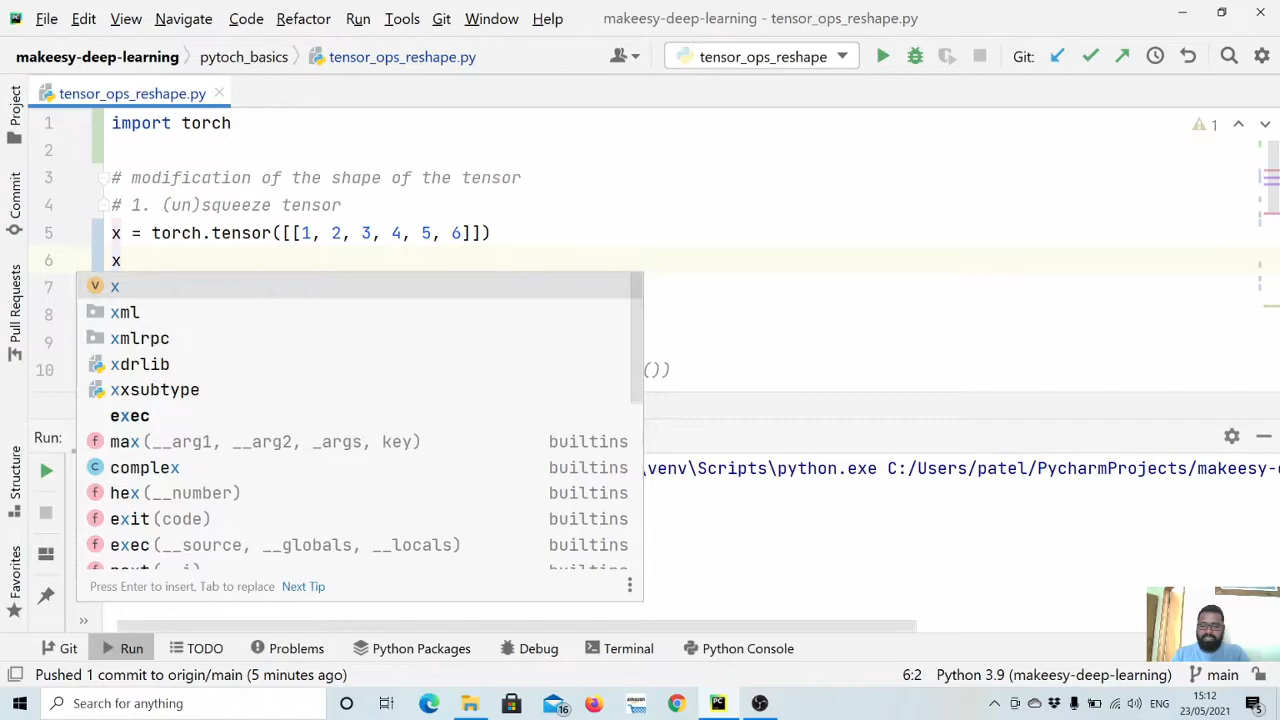 File Edit View Navigate Code Refactor Run Tools Git Window Help makeesy-deep-learning - tensor_ops_reshape.py
makeesy-deep-learning pytoch_basics tensor_ops_reshape.py tensor_ops_reshape Git:
tensor_ops_reshape.py
Project
Commit
Pull Requests
Structure
Favorites
1 import torch
1
2
3 # modification of the shape of the tensor
4 # 1. (un)squeeze tensor
5 x = torch.tensor([[1, 2, 3, 4, 5, 6]])
6 x
7
8
9
10 ())
x
xml
xmlrpc
xdrlib
xxsubtype
exec
max(__arg1, __arg2, _args, key) builtins
complex builtins
hex(__number) builtins
exit(code) builtins
exec(__source, __globals, __locals) builtins
Press Enter to insert, Tab to replace Next Tip
Run:
\venv\Scripts\python.exe C:/Users/patel/PycharmProjects/makeesy-
Git Run TODO Problems Python Packages Debug Terminal Python Console
Pushed 1 commit to origin/main (5 minutes ago) 6:2 Python 3.9 (makeesy-deep-learning) main
Search for anything
16
ENG
15:12
23/05/2021
5